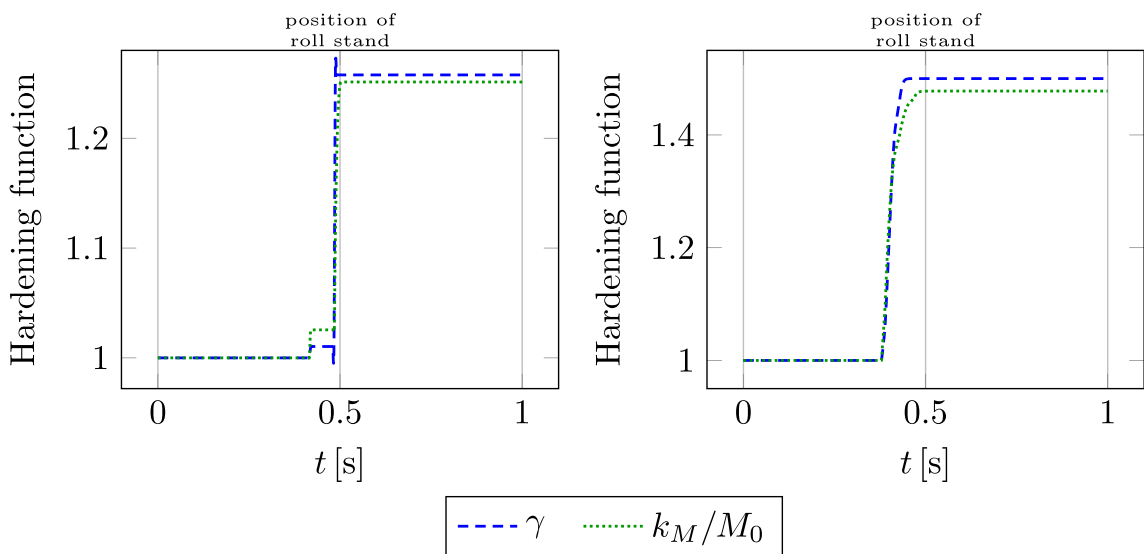 position of
roll stand
Hardening function
1.2
1.1
1
0
0.5
1
t [s]
position of
roll stand
Hardening function
1.4
1.2
1
0
0.5
1
t [s]
γ
k_M/M_0